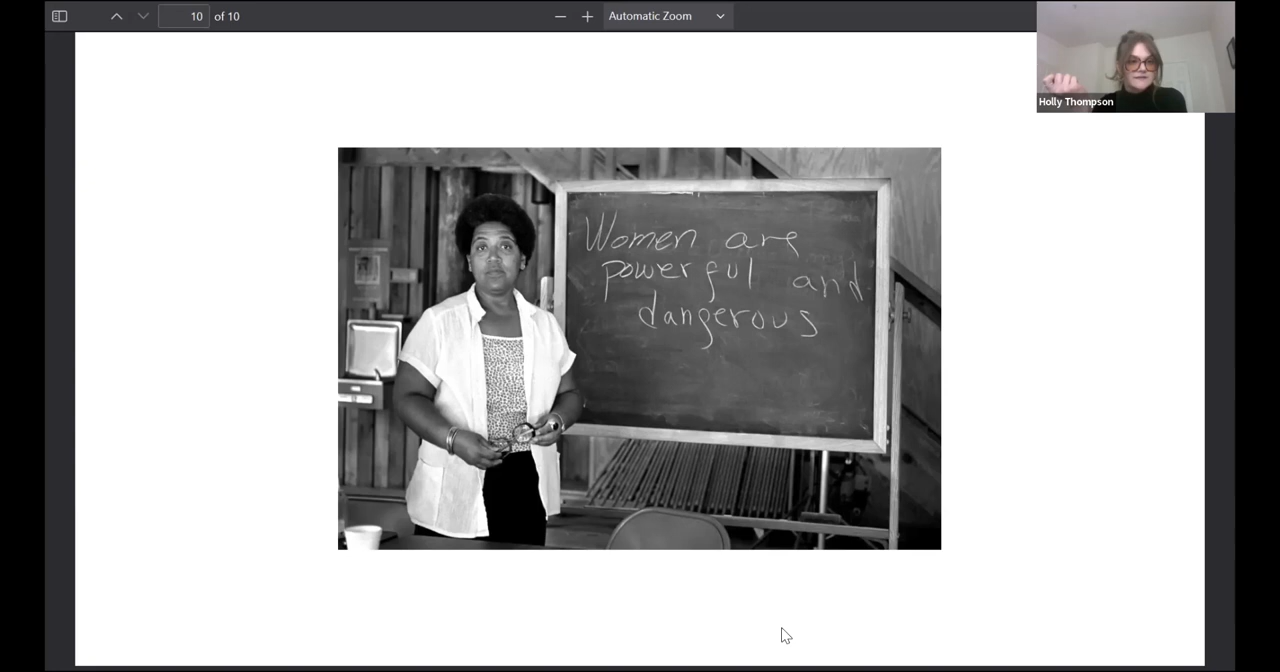 10 of 10
Automatic Zoom
Holly Thompson
Women are
powerful and
dangerous